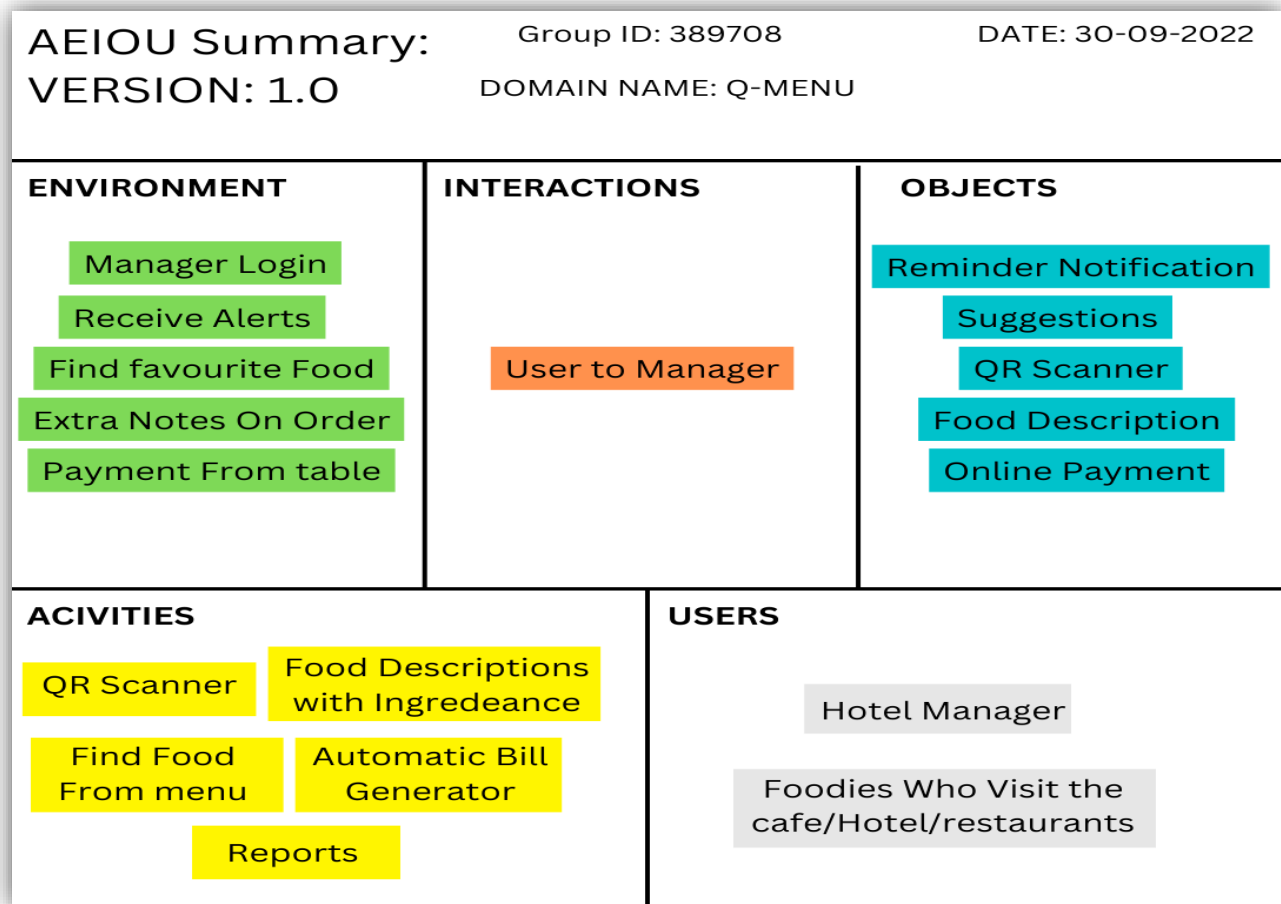 AEIOU Summary:
VERSION: 1.0
Group ID: 389708
DATE: 30-09-2022
DOMAIN NAME: Q-MENU
ENVIRONMENT
Manager Login
Receive Alerts
Find favourite Food
Extra Notes On Order
Payment From table
INTERACTIONS
User to Manager
OBJECTS
Reminder Notification
Suggestions
QR Scanner
Food Description
Online Payment
ACIVITIES
QR Scanner
Food Descriptions
with Ingredeance
Find Food
From menu
Automatic Bill
Generator
Reports
USERS
Hotel Manager
Foodies Who Visit the
cafe/Hotel/restaurants